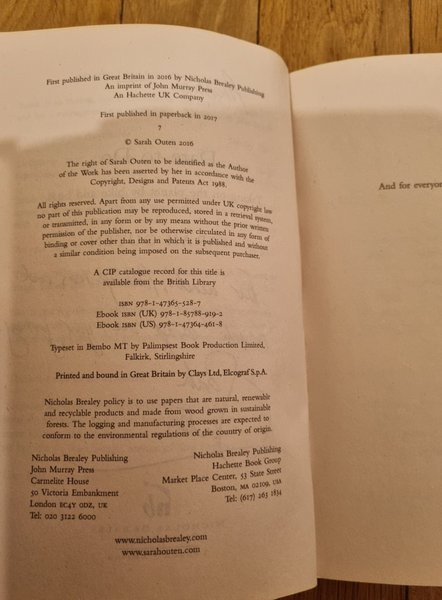 First published in Great Britain in 2016 by Nicholas Brealey Publishing
An imprint of John Murray Press
An Hachette UK Company
First published in paperback in 2017
7
© Sarah Outen 2016
The right of Sarah Outen to be identified as the Author
of the Work has been asserted by her in accordance with the
Copyright, Designs and Patents Act 1988.
All rights reserved. Apart from any use permitted under UK copyright law
no part of this publication may be reproduced, stored in a retrieval system,
or transmitted, in any form or by any means without the prior written
permission of the publisher, nor be otherwise circulated in any form of
binding or cover other than that in which it is published and without
a similar condition being imposed on the subsequent purchaser.
A CIP catalogue record for this title is
available from the British Library
ISBN 978-1-47365-528-7
Ebook ISBN (UK) 978-1-85788-919-2
Ebook ISBN (US) 978-1-47364-461-8
Typeset in Bembo MT by Palimpsest Book Production Limited,
Falkirk, Stirlingshire
Printed and bound in Great Britain by Clays Ltd, Elcograf S.p.A.
Nicholas Brealey policy is to use papers that are natural, renewable
and recyclable products and made from wood grown in sustainable
forests. The logging and manufacturing processes are expected to
conform to the environmental regulations of the country of origin.
Nicholas Brealey Publishing
John Murray Press
Carmelite House
50 Victoria Embankment
London EC4Y 0DZ, UK
Tel: 020 3122 6000
Nicholas Brealey Publishing
Hachette Book Group
Market Place Center, 53 State Street
Boston, MA 02109, USA
Tel: (617) 263 1834
www.nicholasbrealey.com
www.sarahouten.com
And for everyon